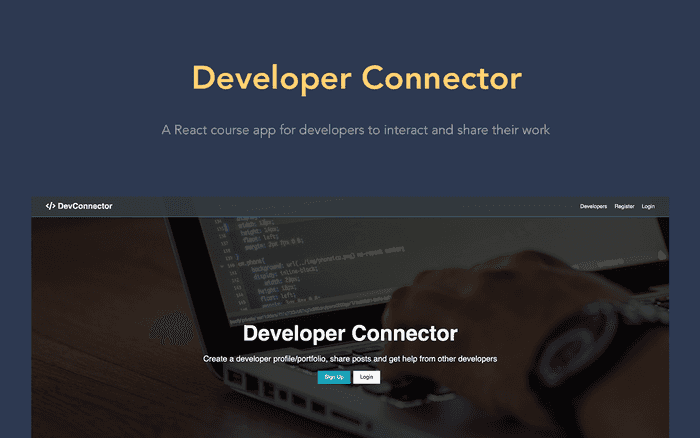 Developer Connector
A React course app for developers to interact and share their work
</> DevConnector
Developers Register Login
Developer Connector
Create a developer profile/portfolio, share posts and get help from other developers
Sign Up Login